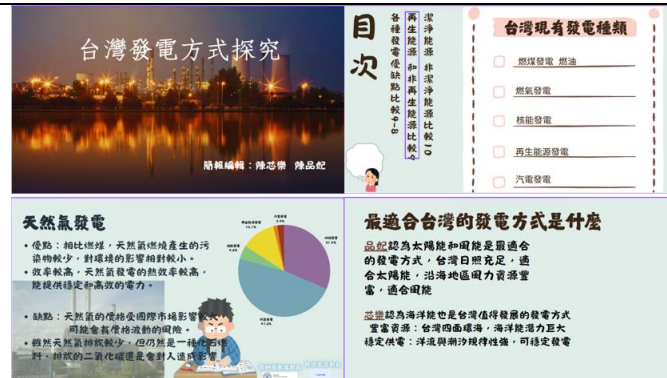 台灣發電方式探究
簡報編輯：陳芯樂 陳品妃
目次
潔淨能源 非潔淨能源比較10
再生能源 和非再生能源比較9
各種發電優缺點比較4-8
台灣現有發電種類
燃煤發電 燃油
燃氣發電
核能發電
再生能源發電
汽電發電
天然氣發電
• 優點：相比燃煤，天然氣燃燒產生的污
染物較少，對環境的影響相對較小。
• 效率較高，天然氣發電的熱效率較高，
能提供穩定和高效的電力。
• 缺點：天然氣的價格受國際市場影響較大，
可能會有價格波動的風險。
• 雖然天然氣排放較少，但仍然是一種化石燃
料，排放的二氧化碳還是會對人造成影響
最適合台灣的發電方式是什麼
品妃認為太陽能和風能是最適合
的發電方式，台灣日照充足，適
合太陽能，沿海地區風力資源豐
富，適合風能
芯樂認為海洋能也是台灣值得發展的發電方式
豐富資源：台灣四面環海，海洋能潛力巨大
穩定供電：洋流與潮汐規律性強，可穩定發電